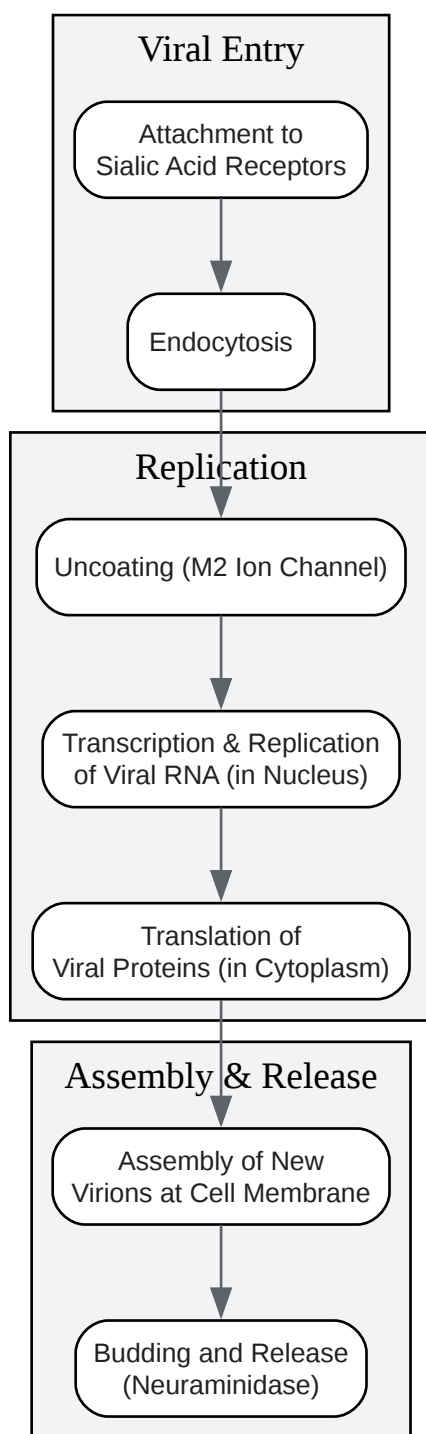 Viral Entry
Attachment to
Sialic Acid Receptors
Endocytosis
Replication
Uncoating (M2 Ion Channel)
Transcription & Replication
of Viral RNA (in Nucleus)
Translation of
Viral Proteins (in Cytoplasm)
Assembly & Release
Assembly of New
Virions at Cell Membrane
Budding and Release
(Neuraminidase)